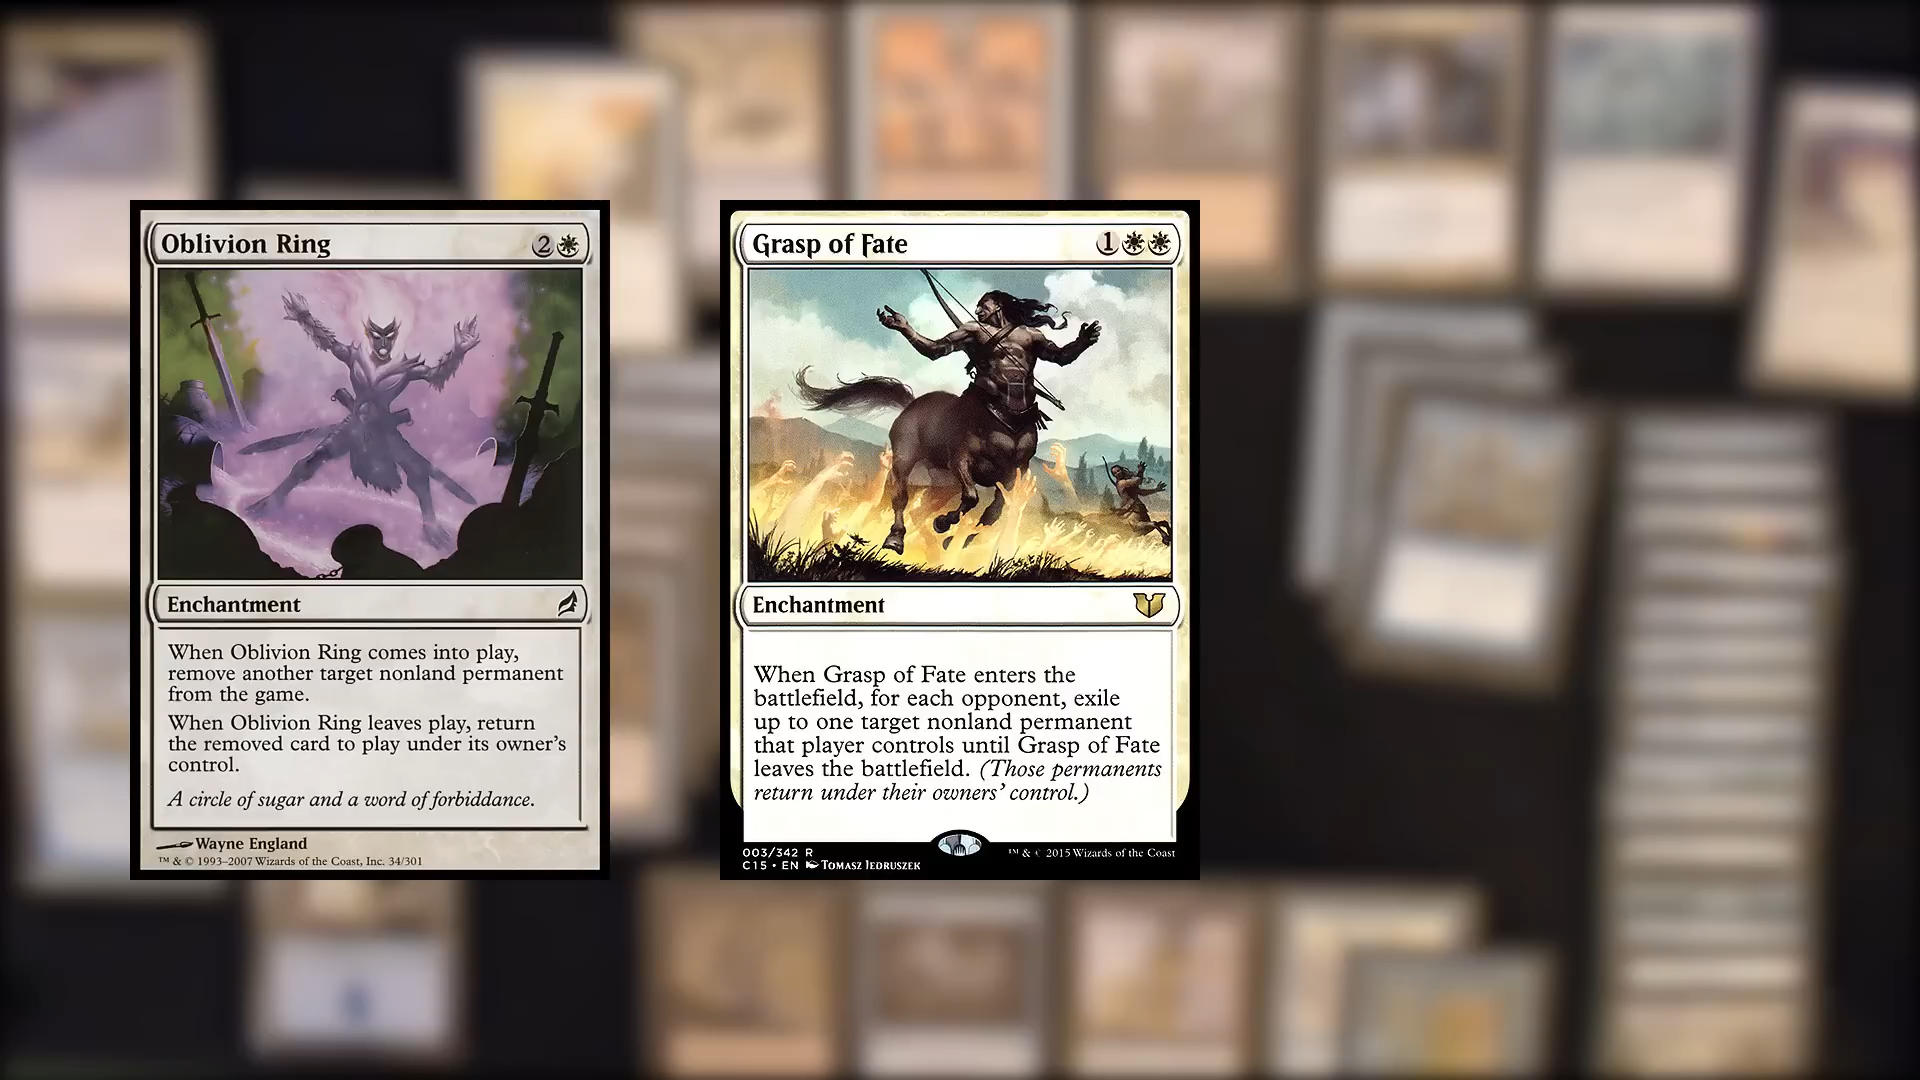 Oblivion Ring 2
Enchantment
When Oblivion Ring comes into play,
remove another target nonland permanent
from the game.
When Oblivion Ring leaves play, return
the removed card to play under its owner's
control.
A circle of sugar and a word of forbiddance.
Wayne England
™ & © 1993–2007 Wizards of the Coast, Inc. 34/301
Grasp of Fate 1
Enchantment
When Grasp of Fate enters the
battlefield, for each opponent, exile
up to one target nonland permanent
that player controls until Grasp of Fate
leaves the battlefield. (Those permanents
return under their owners' control.)
003/342 R
C15 • EN Tomasz Jedruszek
™ & © 2015 Wizards of the Coast